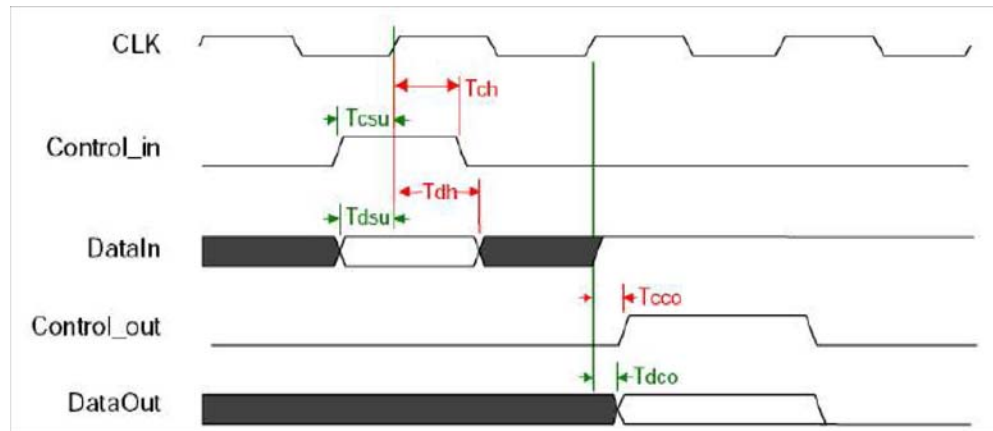 CLK
Tch
Tcsu
Control_in
Tdh
Tdsu
DataIn
Tcco
Control_out
Tdco
DataOut